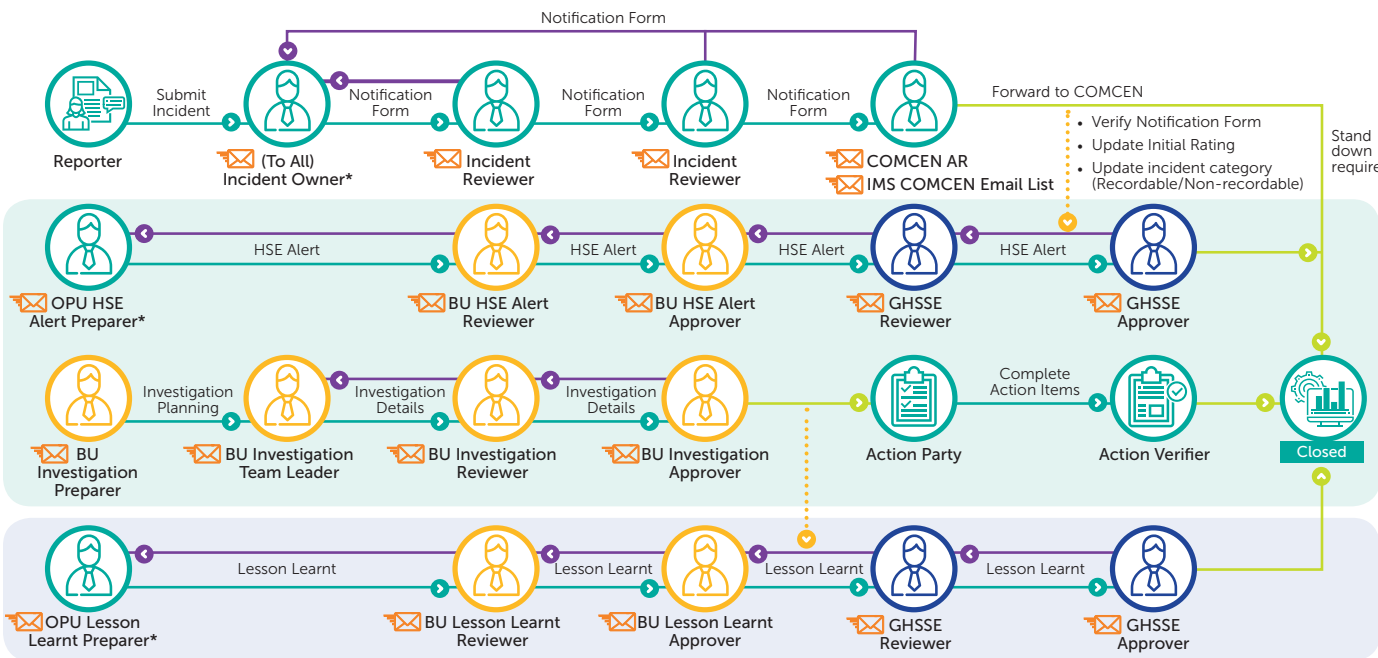 Notification Form
Submit
Incident
Notification
Form
Notification
Form
Notification
Form
Forward to COMCEN
• Verify Notification Form
• Update Initial Rating
• Update incident category
(Recordable/Non-recordable)
Stand
down
require
Reporter
(To All)
Incident Owner*
Incident
Reviewer
Incident
Reviewer
COMCEN AR
IMS COMCEN Email List
HSE Alert
HSE Alert
HSE Alert
HSE Alert
OPU HSE
Alert Preparer*
BU HSE Alert
Reviewer
BU HSE Alert
Approver
GHSSE
Reviewer
GHSSE
Approver
Investigation
Planning
Investigation
Details
Investigation
Details
Complete
Action Items
BU
Investigation
Preparer
BU Investigation
Team Leader
BU Investigation
Reviewer
BU Investigation
Approver
Action Party
Action Verifier
Closed
Lesson Learnt
Lesson Learnt
Lesson Learnt
Lesson Learnt
OPU Lesson
Learnt Preparer*
BU Lesson Learnt
Reviewer
BU Lesson Learnt
Approver
GHSSE
Reviewer
GHSSE
Approver